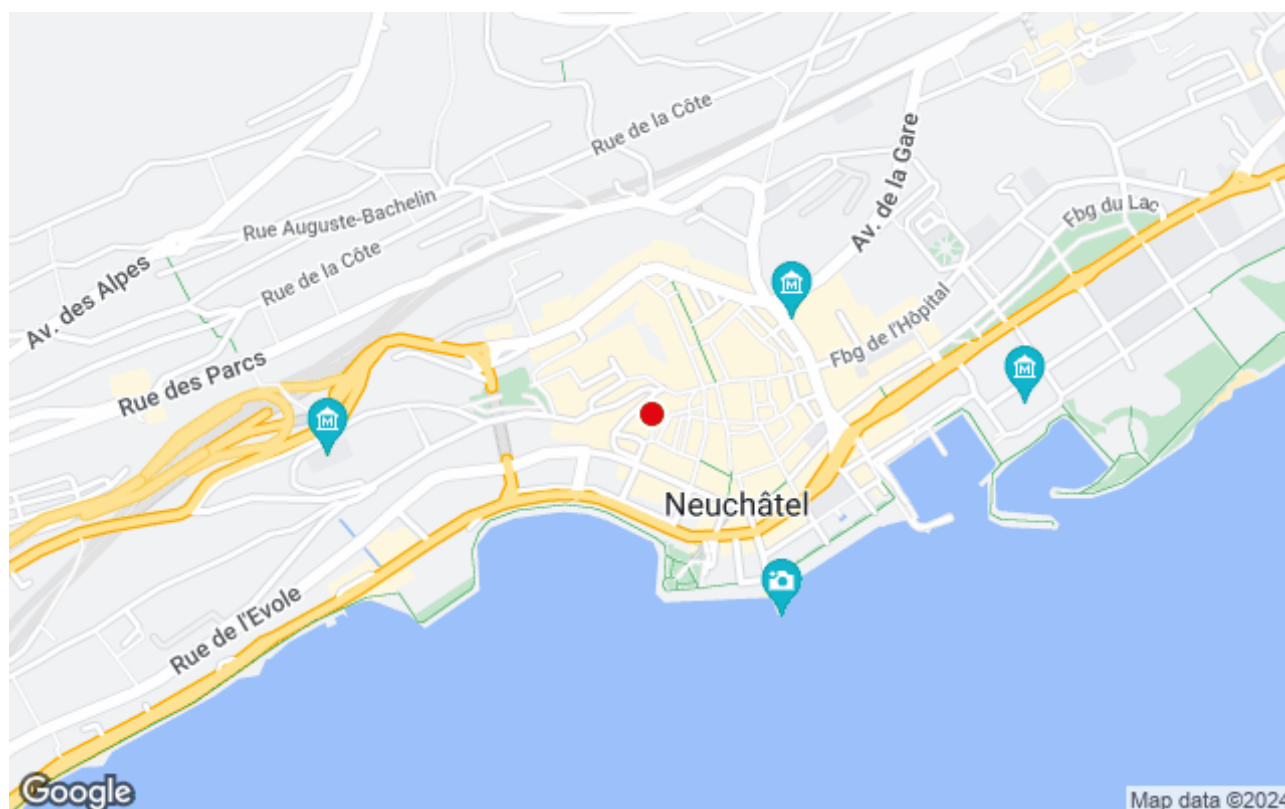 Rue de la Côte
Av. de la Gare
Rue Auguste-Bachelin
Fbg du Lac
Av. des Alpes
Rue de la Côte
Fbg de l'Hôpital
Rue des Parcs
M
M
M
Neuchâtel
Rue de l'Evole
Google
Map data ©2024